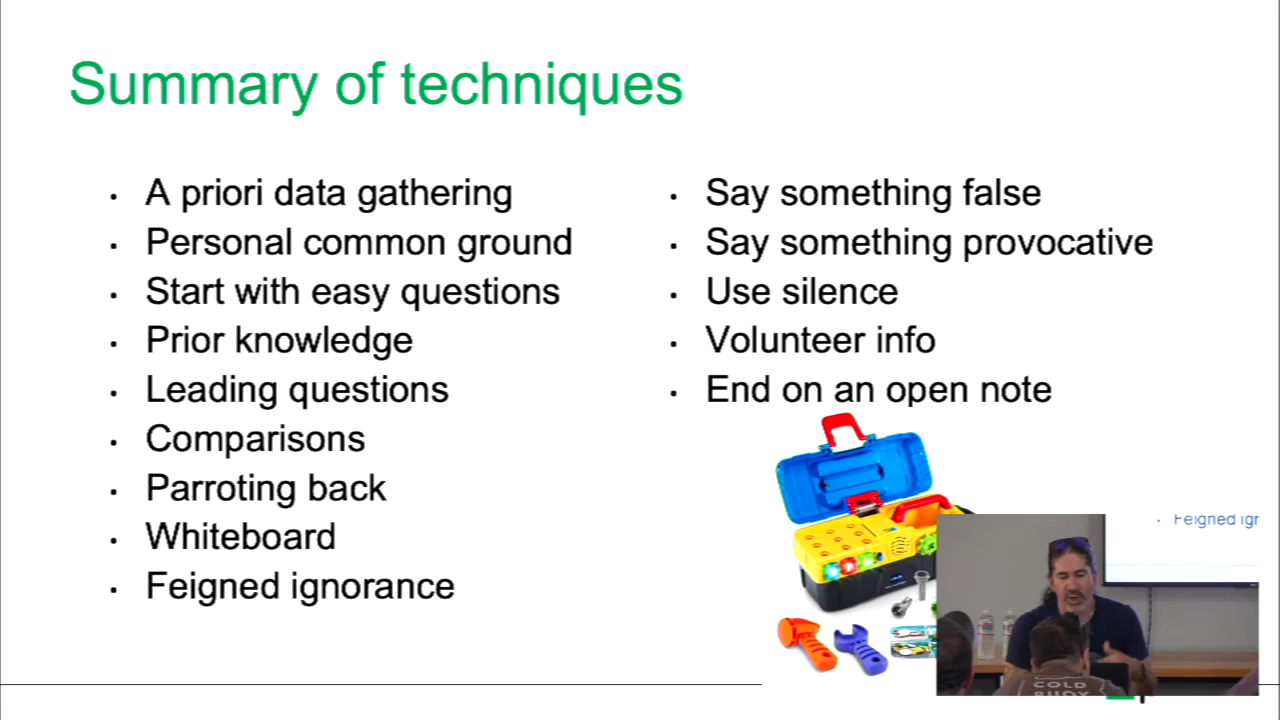 Summary of techniques
A priori data gathering
Personal common ground
Start with easy questions
Prior knowledge
Leading questions
Comparisons
Parroting back
Whiteboard
Feigned ignorance
Say something false
Say something provocative
Use silence
Volunteer info
End on an open note
Feigned igr
COLD